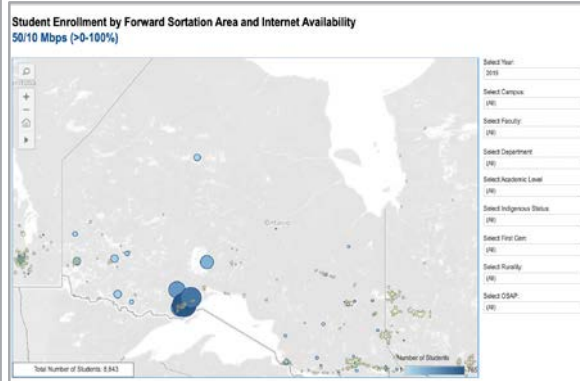 Student Enrollment by Forward Sortation Area and Internet Availability
50/10 Mbps (>0-100%)
Select Year:
2019
Select Campus:
(All)
Select Faculty:
(All)
Select Department:
(All)
Select Academic Level
(All)
Select Indigenous Status:
(All)
Select First Gen:
(All)
Select Rurality:
(All)
Select OSAP:
(All)
Ontario
Number of Students
Total Number of Students: 8,643